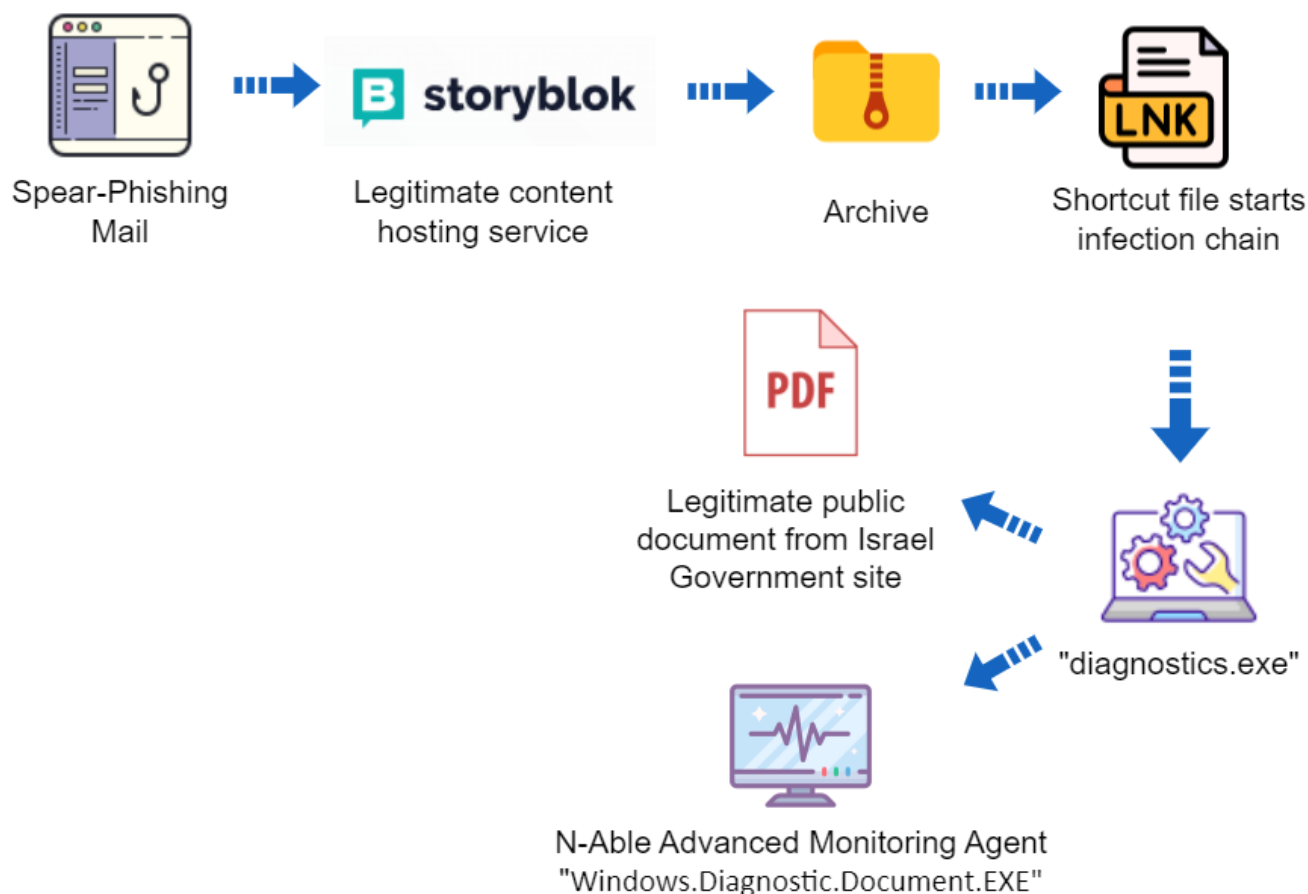 storyblok
LNK
Spear-Phishing
Mail
Legitimate content
hosting service
Archive
Shortcut file starts
infection chain
PDF
Legitimate public
document from Israel
Government site
"diagnostics.exe"
N-Able Advanced Monitoring Agent
"Windows.Diagnostic.Document.EXE"